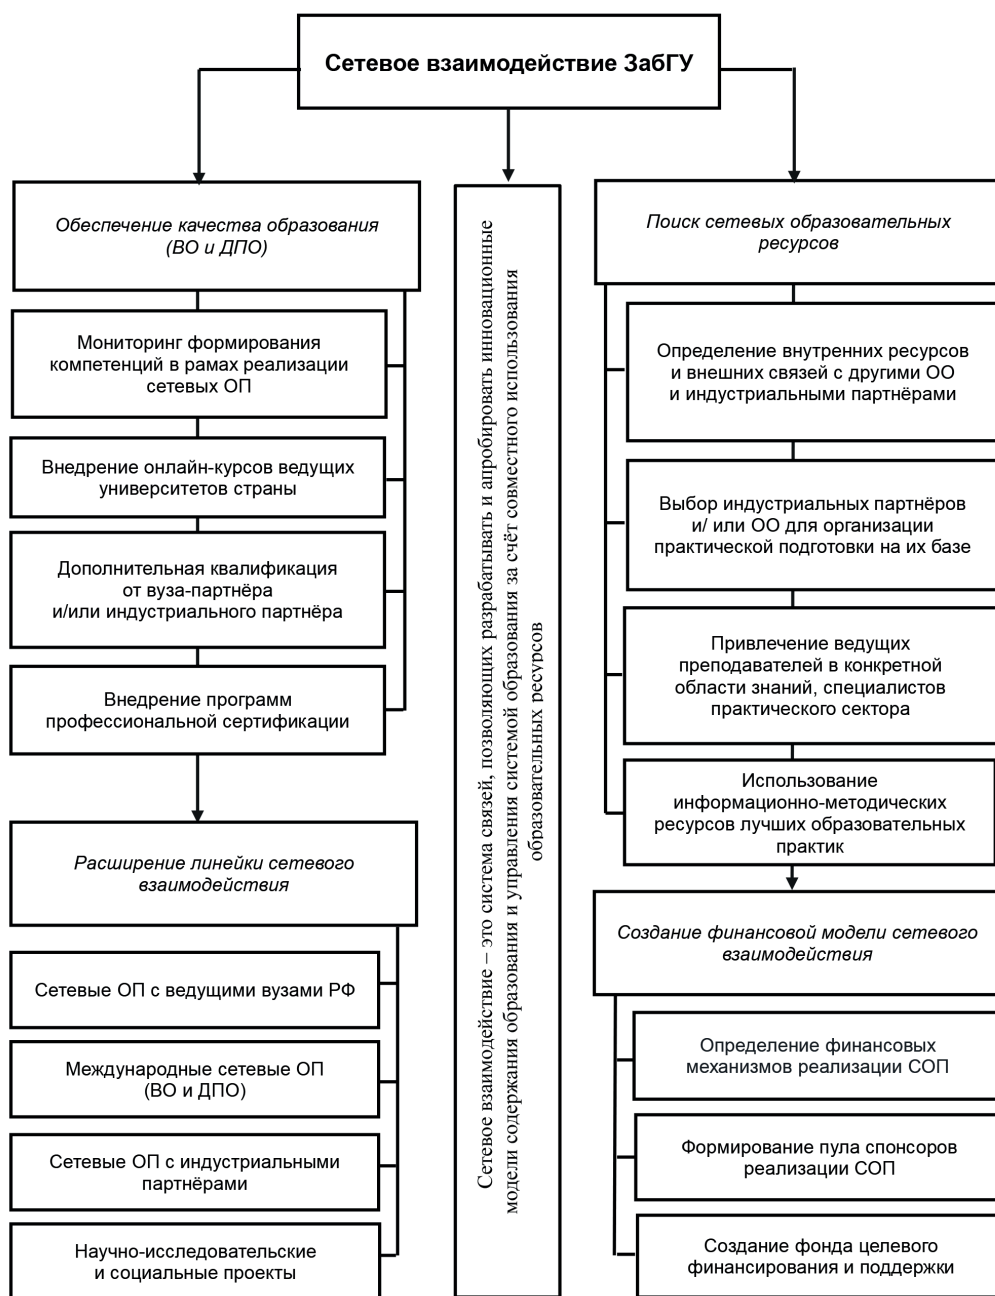 Сетевое взаимодействие ЗабГУ
Обеспечение качества образования
(ВО и ДПО)
Мониторинг формирования
компетенций в рамах реализации
сетевых ОП
Внедрение онлайн-курсов ведущих
университетов страны
Дополнительная квалификация
от вуза-партнёра
и/или индустриального партнёра
Внедрение программ
профессиональной сертификации
Расширение линейки сетевого
взаимодействия
Сетевые ОП с ведущими вузами РФ
Международные сетевые ОП
(ВО и ДПО)
Сетевые ОП с индустриальными
партнёрами
Научно-исследовательские
и социальные проекты
Сетевое взаимодействие – это система связей, позволяющих разрабатывать и апробировать инновационные
модели содержания образования и управления системой образования за счёт совместного использования
образовательных ресурсов
Поиск сетевых образовательных
ресурсов
Определение внутренних ресурсов
и внешних связей с другими ОО
и индустриальными партнёрами
Выбор индустриальных партнёров
и/ или ОО для организации
практической подготовки на их базе
Привлечение ведущих
преподавателей в конкретной
области знаний, специалистов
практического сектора
Использование
информационно-методических
ресурсов лучших образовательных
практик
Создание финансовой модели сетевого
взаимодействия
Определение финансовых
механизмов реализации СОП
Формирование пула спонсоров
реализации СОП
Создание фонда целевого
финансирования и поддержки